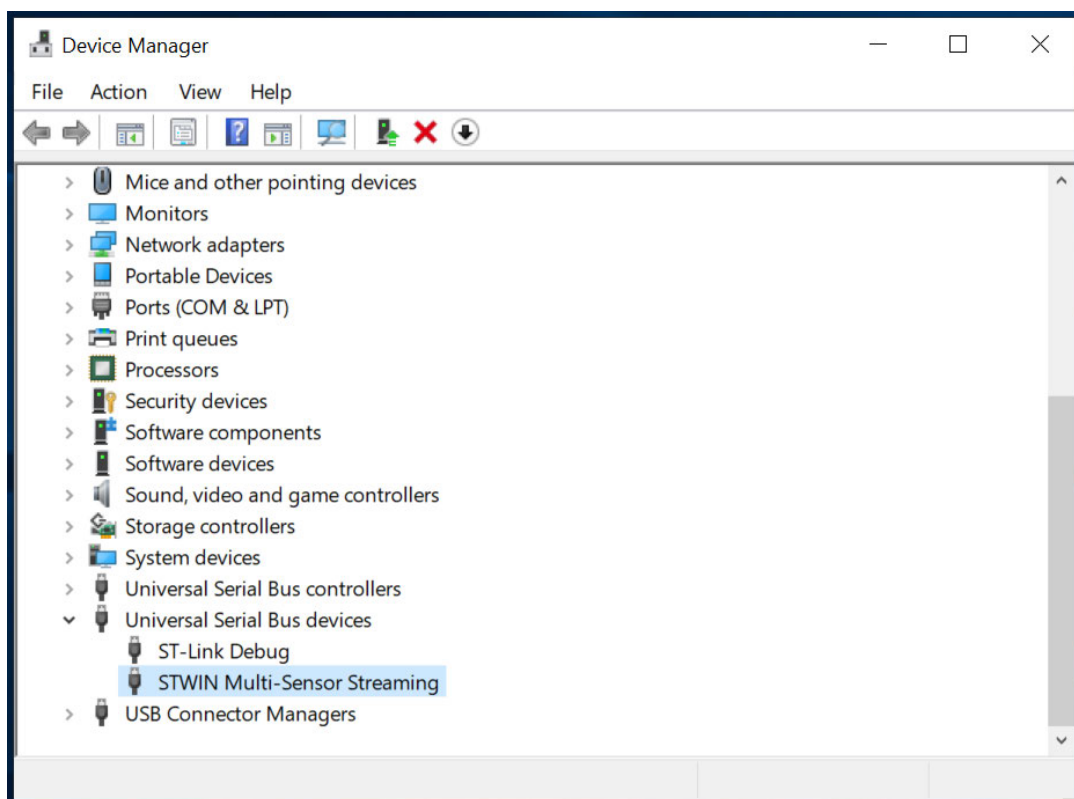 Device Manager
File Action View Help
Mice and other pointing devices
Monitors
Network adapters
Portable Devices
Ports (COM & LPT)
Print queues
Processors
Security devices
Software components
Software devices
Sound, video and game controllers
Storage controllers
System devices
Universal Serial Bus controllers
Universal Serial Bus devices
ST-Link Debug
STWIN Multi-Sensor Streaming
USB Connector Managers